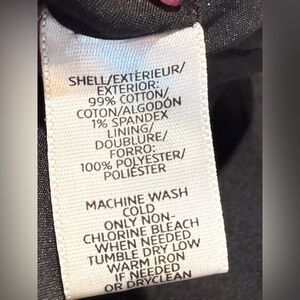 SHELL/EXTÉRIEUR/
EXTERIOR:
99% COTTON/
COTON/ALGODÓN
1% SPANDEX
LINING/
DOUBLURE/
FORRO:
100% POLYESTER/
POLIÉSTER
MACHINE WASH
COLD
ONLY NON-
CHLORINE BLEACH
WHEN NEEDED
TUMBLE DRY LOW
WARM IRON
IF NEEDED
OR DRYCLEAN